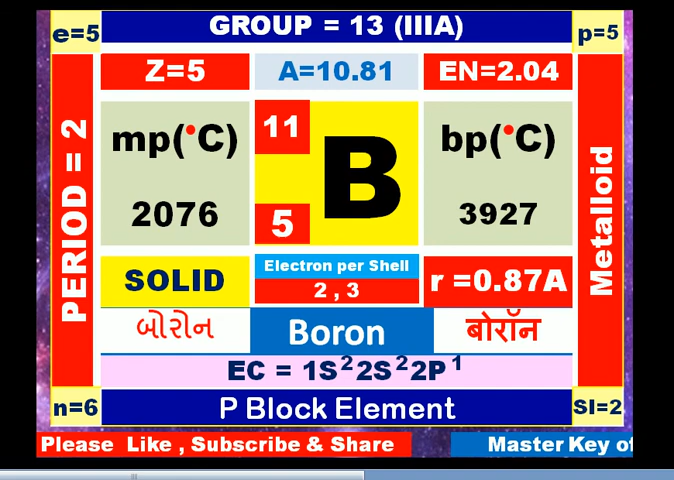 e=5
GROUP = 13 (IIIA)
p=5
Z=5
A=10.81
EN=2.04
PERIOD = 2
mp(°C)
2076
11
B
5
bp(°C)
3927
Metalloid
SOLID
Electron per Shell
2 , 3
r =0.87A
બોરોન
Boron
बोरॉन
EC = 1S²2S²2P¹
n=6
P Block Element
SI=2
Please Like , Subscribe & Share
Master Key of